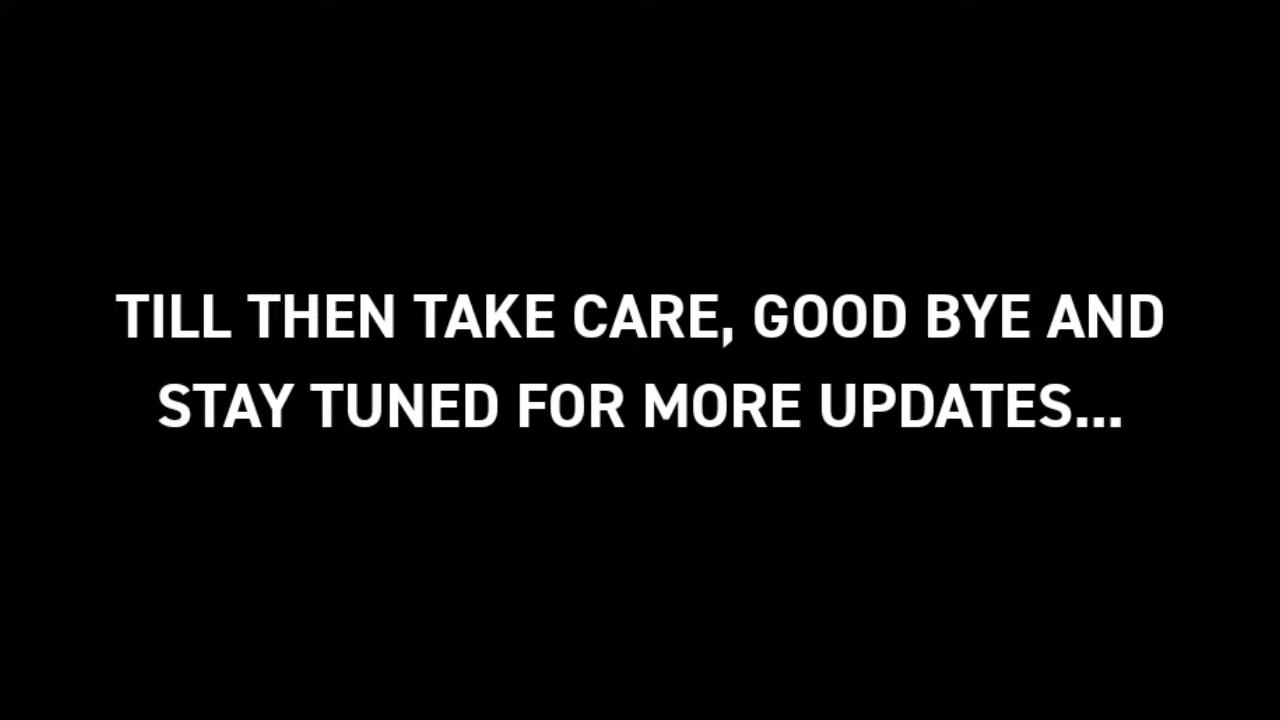 TILL THEN TAKE CARE, GOOD BYE AND
STAY TUNED FOR MORE UPDATES...